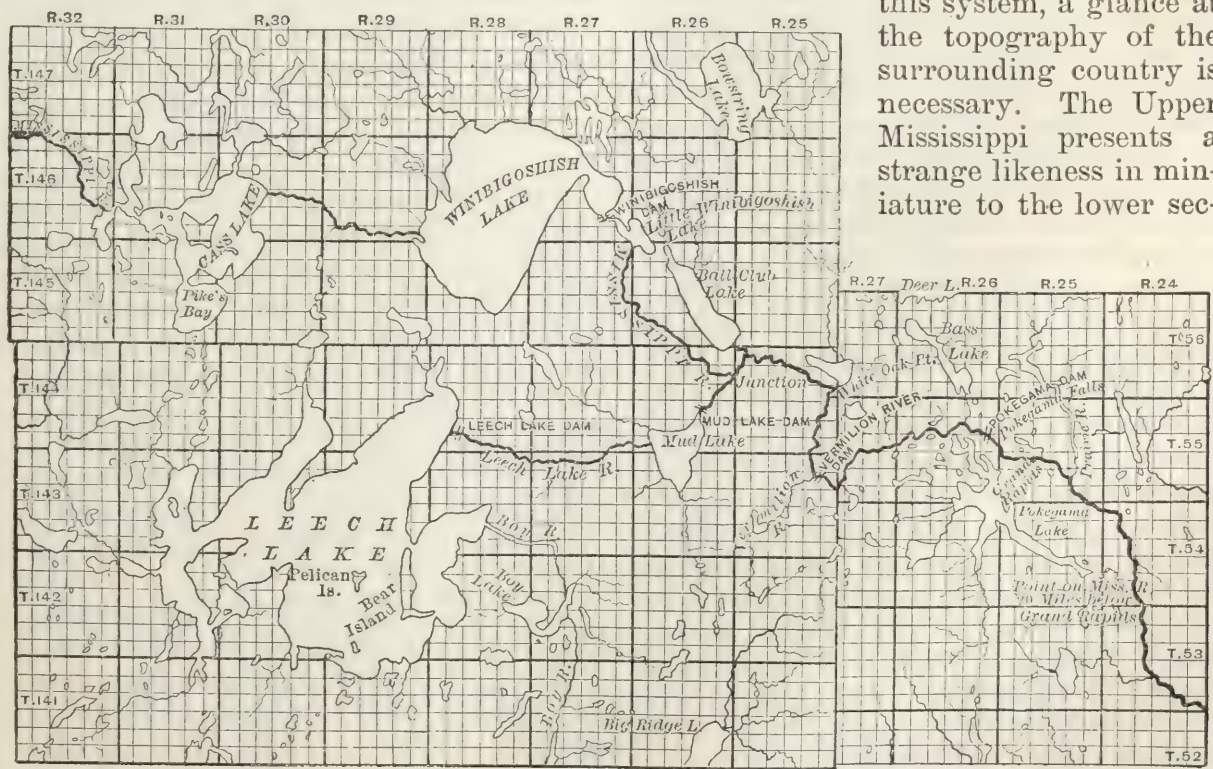 R.32 R.31 R.30 R.29 R.28 R.27 R.26 R.25
this system, a glance at
the topography of the
surrounding country is
necessary. The Upper
Mississippi presents a
strange likeness in min-
iature to the lower sec-
T.147
Bowstring
Lake
MISSISSIPPI
T.146
WINIBIGOSHISH
LAKE
WINIBIGOSHISH
DAM
Little Winibigoshish
Lake
CASS LAKE
T.145
Pike's
Bay
Ball Club
Lake
MISSISSIPPI R.
R.27 Deer L. R.26 R.25 R.24
Bass
Lake
T.56
T.144
Junction
White Oak Pt.
LEECH LAKE DAM
MUD LAKE DAM
Mud Lake
Leech Lake R.
VERMILION RIVER
DAM
POKEGAMA DAM
Pokegama Falls
Prairie R.
T.55
T.143
Vermilion
R.
Grand
Rapids
Pokegama
Lake
LEECH
LAKE
Pelican
Is.
Bear
Island
Boy R.
Boy
Lake
T.54
T.142
Point on Miss. R.
Miles below
Grand Rapids
T.53
T.141
Boy R.
Big Ridge L.
T.52